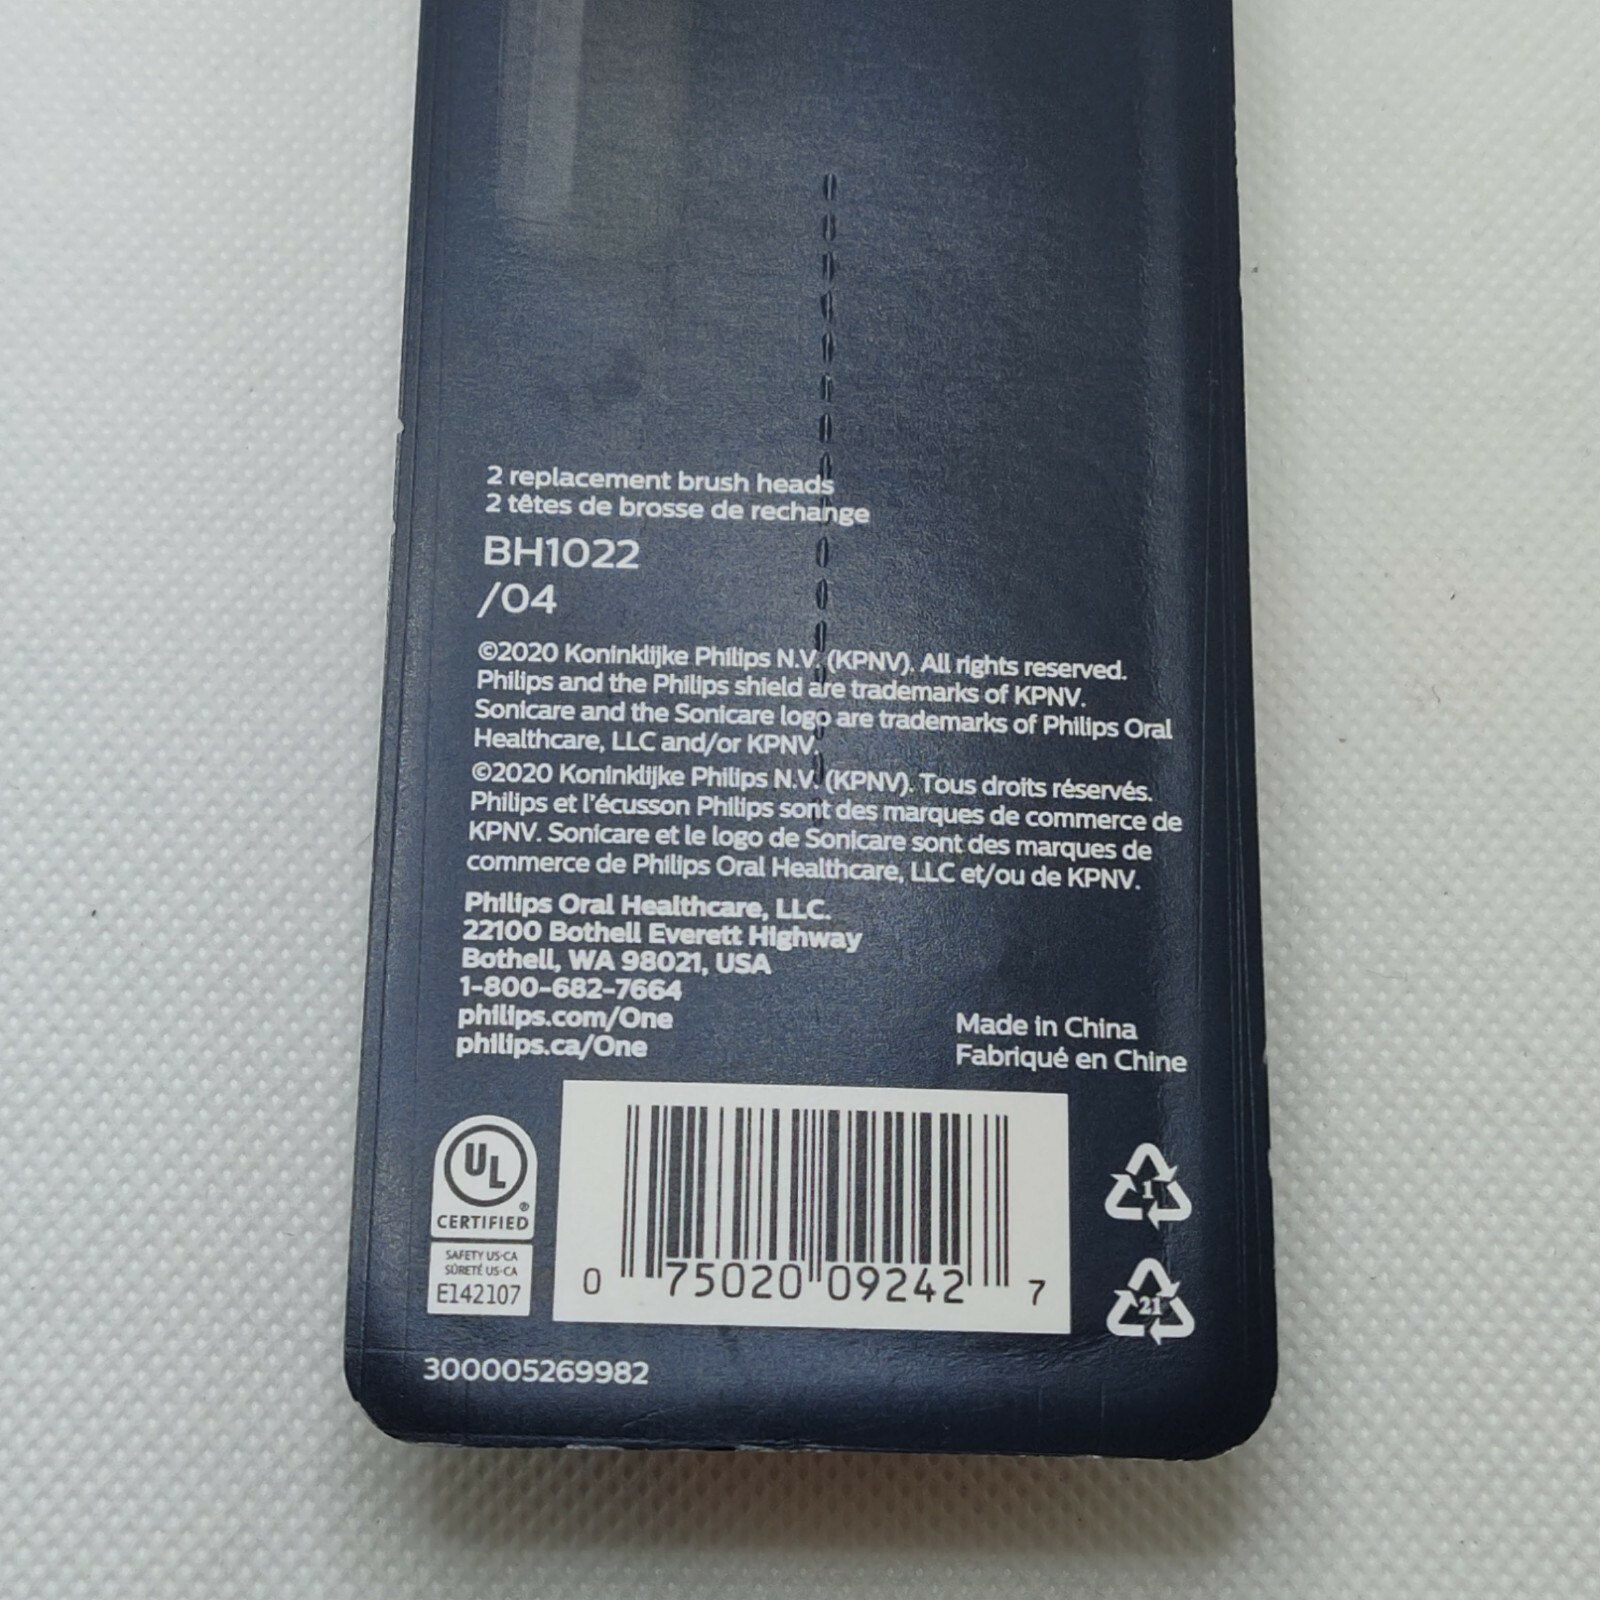 2 replacement brush heads
2 têtes de brosse de rechange
BH1022
/04
©2020 Koninklijke Philips N.V. (KPNV). All rights reserved.
Philips and the Philips shield are trademarks of KPNV.
Sonicare and the Sonicare logo are trademarks of Philips Oral
Healthcare, LLC and/or KPNV.
©2020 Koninklijke Philips N.V. (KPNV). Tous droits réservés.
Philips et l'écusson Philips sont des marques de commerce de
KPNV. Sonicare et le logo de Sonicare sont des marques de
commerce de Philips Oral Healthcare, LLC et/ou de KPNV.
Philips Oral Healthcare, LLC.
22100 Bothell Everett Highway
Bothell, WA 98021, USA
1-800-682-7664
philips.com/One
philips.ca/One
Made in China
Fabriqué en Chine
UL
®
CERTIFIED
SAFETY US-CA
SÛRETÉ US-CA
E142107
0 75020 09242 7
1
21
300005269982